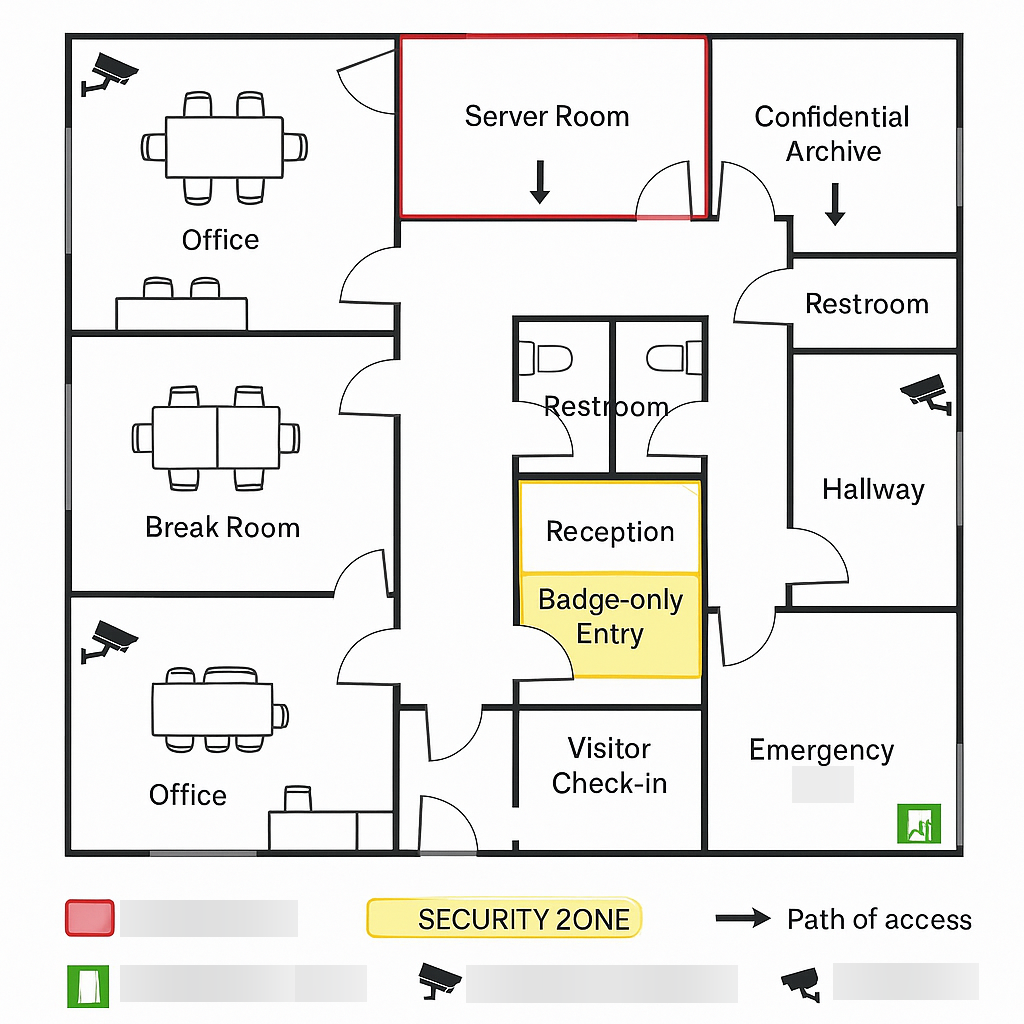 Server Room
Confidential
Archive
Office
Restroom
Restroom
Break Room
Hallway
Reception
Badge-only
Entry
Office
Visitor
Check-in
Emergency
SECURITY 2ONE
Path of access